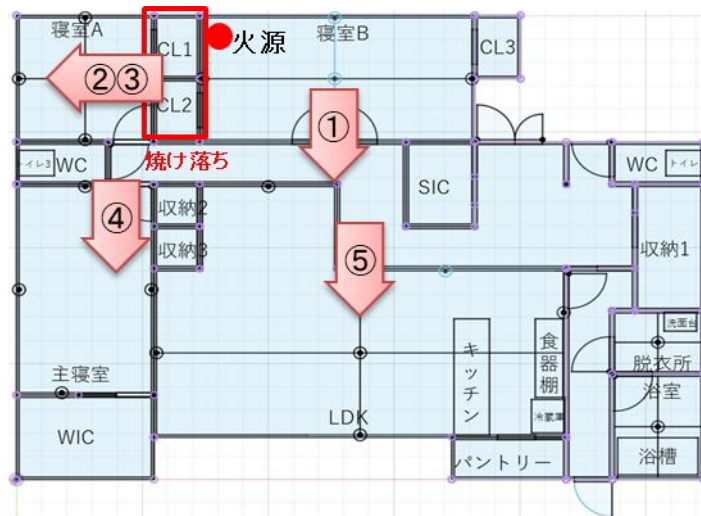 寝室A
CL1
火源
寝室B
CL3
②③
CL2
①
トイレ3
WC
焼け落ち
SIC
WC
トイレ
④
収納2
収納3
⑤
収納1
洗面台
脱衣所
主寝室
キッチン
食器棚
冷蔵庫
浴室
LDK
WIC
パントリー
浴槽